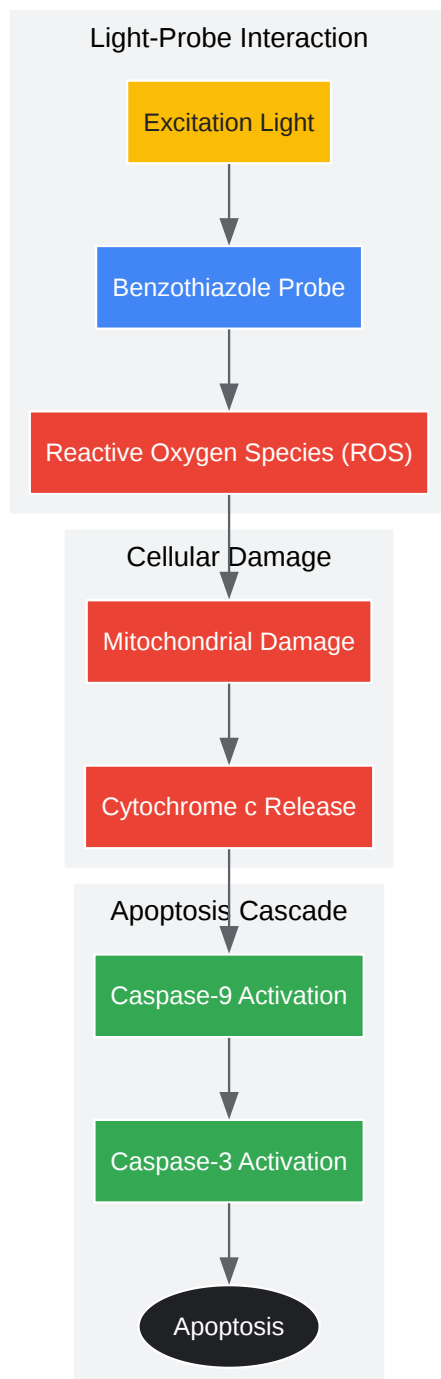 Light-Probe Interaction
Excitation Light
Benzothiazole Probe
Reactive Oxygen Species (ROS)
Cellular Damage
Mitochondrial Damage
Cytochrome c Release
Apoptosis Cascade
Caspase-9 Activation
Caspase-3 Activation
Apoptosis